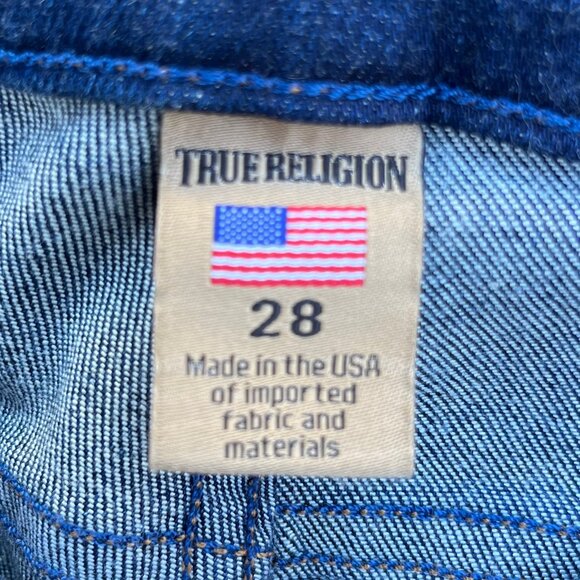 TRUE RELIGION
28
Made in the USA
of imported
fabric and
materials